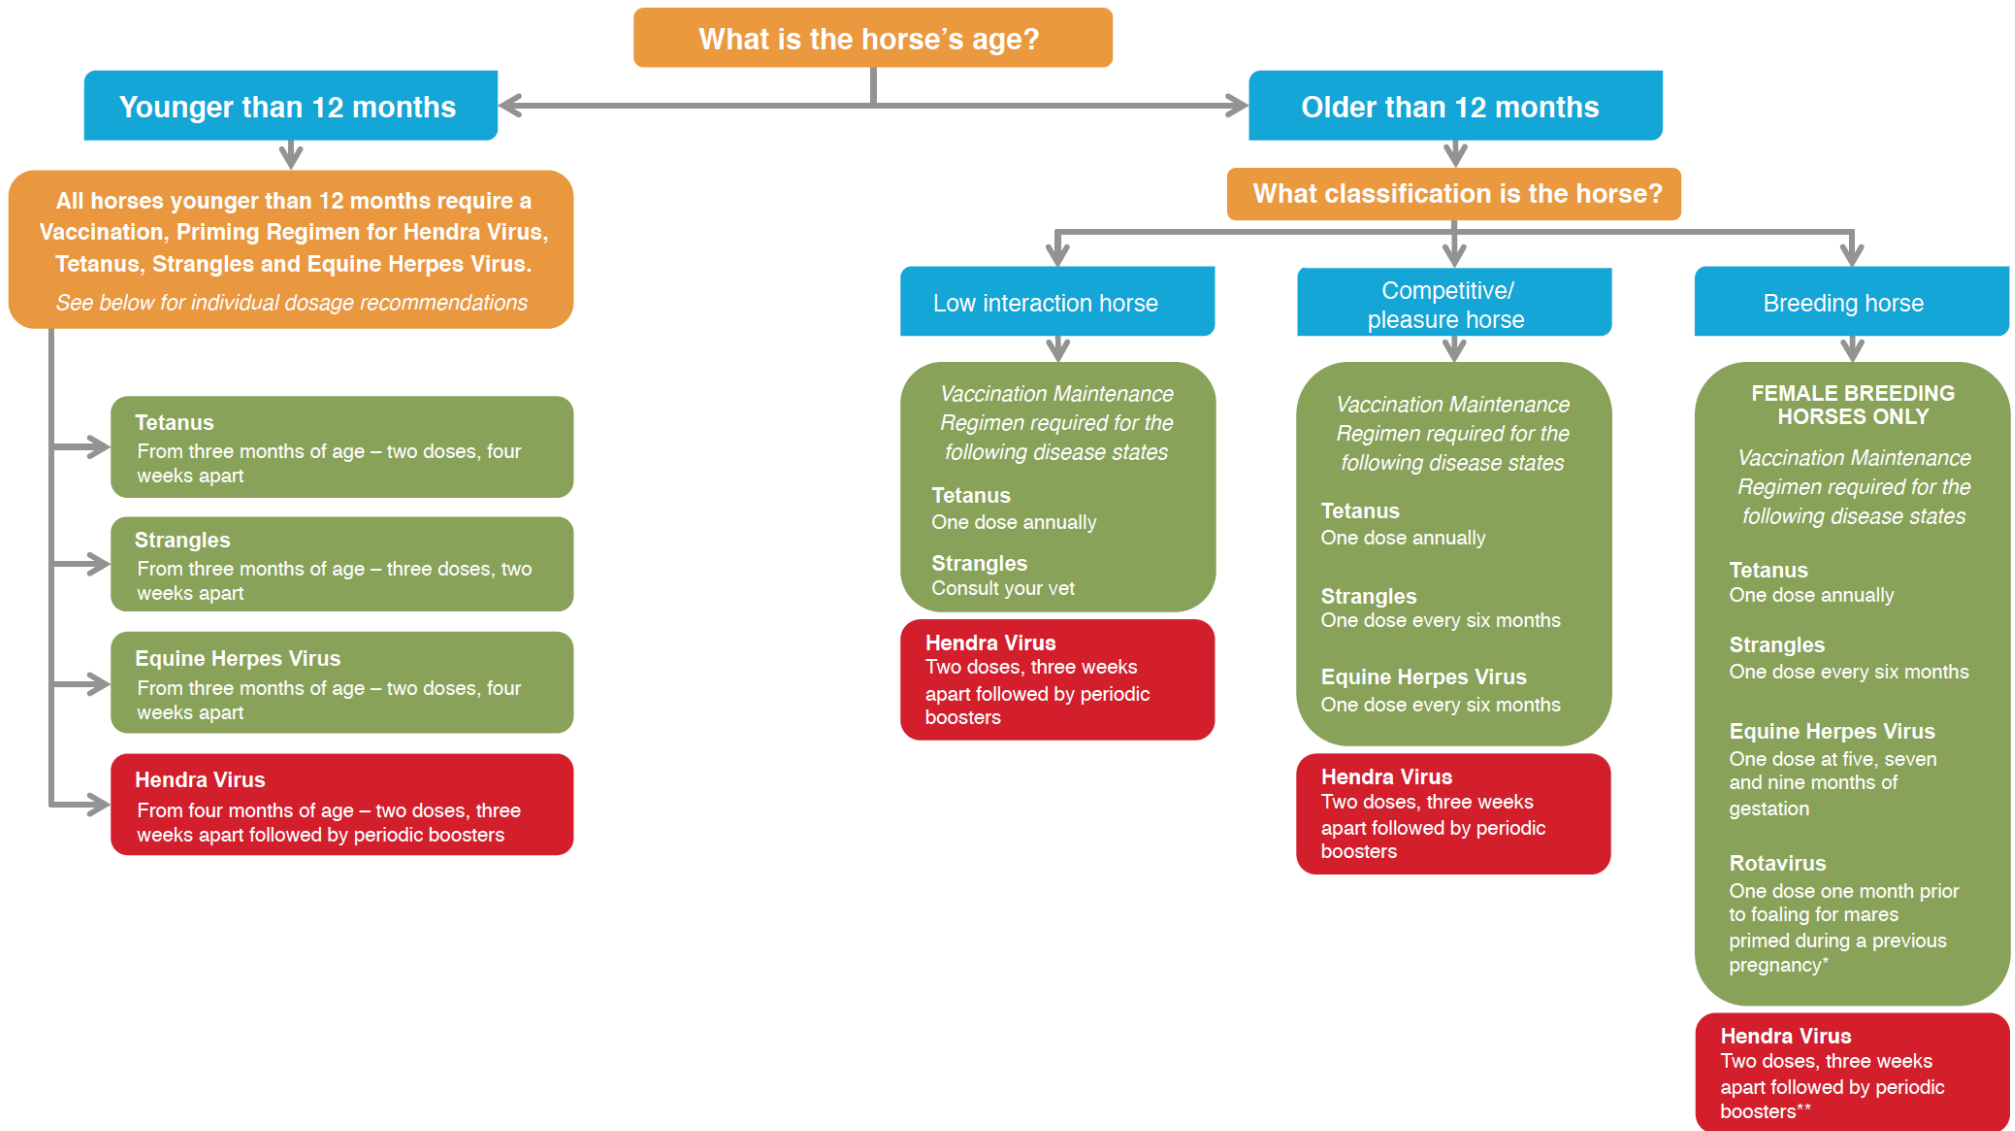 What is the horse’s age?
Younger than 12 months
Older than 12 months
All horses younger than 12 months require a
Vaccination, Priming Regimen for Hendra Virus,
Tetanus, Strangles and Equine Herpes Virus.
See below for individual dosage recommendations
Tetanus
From three months of age – two doses, four
weeks apart
Strangles
From three months of age – three doses, two
weeks apart
Equine Herpes Virus
From three months of age – two doses, four
weeks apart
Hendra Virus
From four months of age – two doses, three
weeks apart followed by periodic boosters
What classification is the horse?
Low interaction horse
Vaccination Maintenance
Regimen required for the
following disease states
Tetanus
One dose annually
Strangles
Consult your vet
Hendra Virus
Two doses, three weeks
apart followed by periodic
boosters
Competitive/
pleasure horse
Vaccination Maintenance
Regimen required for the
following disease states
Tetanus
One dose annually
Strangles
One dose every six months
Equine Herpes Virus
One dose every six months
Hendra Virus
Two doses, three weeks
apart followed by periodic
boosters
Breeding horse
FEMALE BREEDING
HORSES ONLY
Vaccination Maintenance
Regimen required for the
following disease states
Tetanus
One dose annually
Strangles
One dose every six months
Equine Herpes Virus
One dose at five, seven
and nine months of
gestation
Rotavirus
One dose one month prior
to foaling for mares
primed during a previous
pregnancy*
Hendra Virus
Two doses, three weeks
apart followed by periodic
boosters**